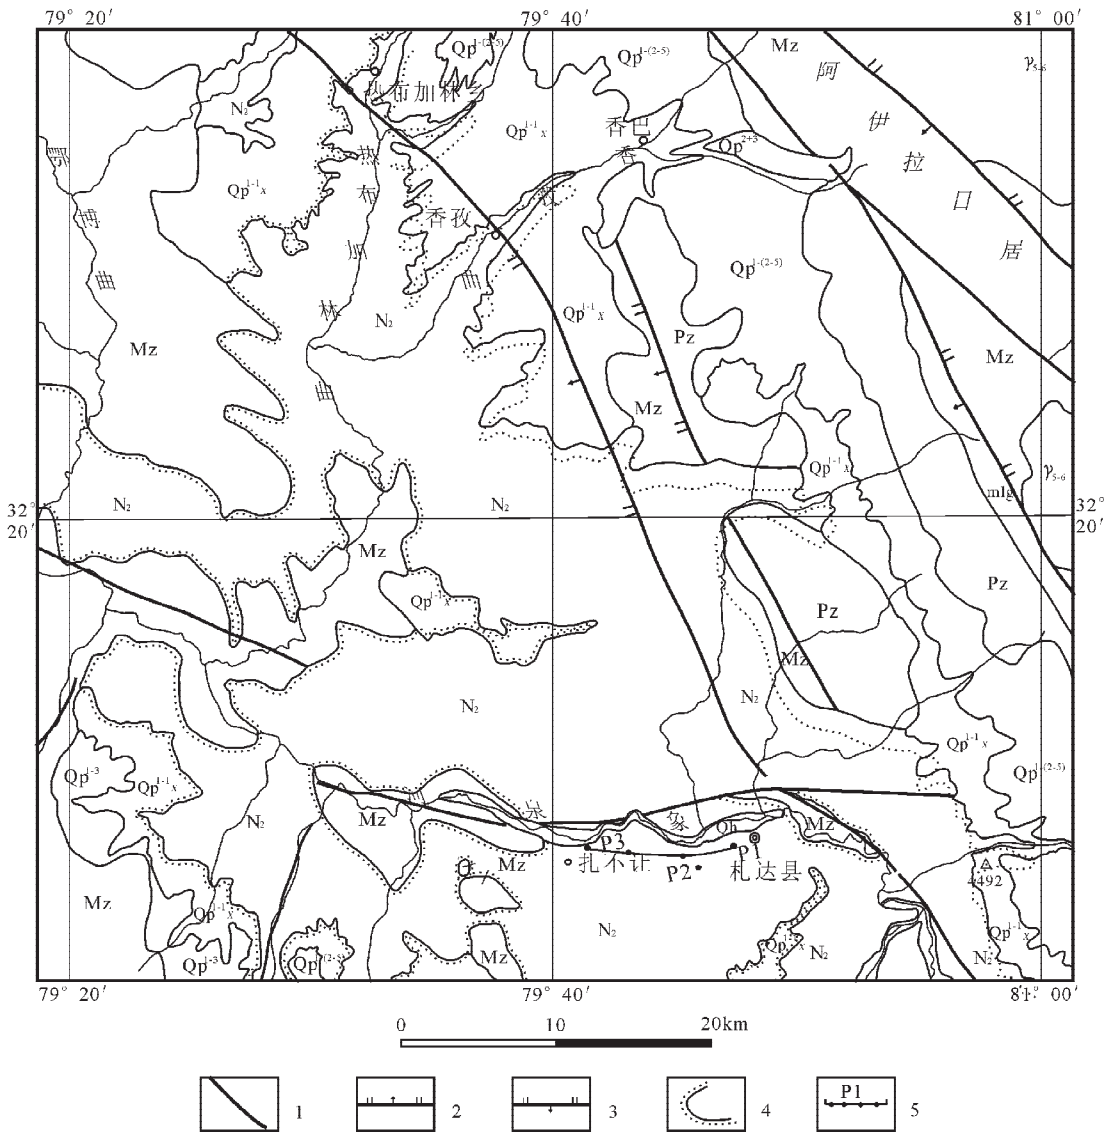 79° 20′
79° 40′
81° 00′
Qp1-(2-5)
Mz
Qp1-(2-5)
阿
γ5-6
热布加林乡
N2
伊
Qp1-1x
香巴
Qp2+3
香
热
拉
鄂
Qp1-1x
布
孜
口
博
香孜
加
居
曲
曲
Qp1-(2-5)
林
N2
Qp1-1x
Pz
Mz
Mz
曲
Mz
Qp1-1x
γ5-6
N2
N2
mlg
32° 20′
32° 20′
Mz
Pz
Qp1-1x
Pz
Mz
N2
N2
Qp1-1x
Qp1-3
Qp1-1x
Qp1-(2-5)
N2
Mz
泉
象
Qh
Mz
P3
P1
Mz
扎不让
P2
札达县
4492
Mz
Qp1-1x
N2
Qp1-1x
Qp1-3
Qp1-(2-5)
Mz
Qp1-1x
N2
N2
79° 20′
79° 40′
81° 00′
0
10
20km
1
2
3
4
P1
5